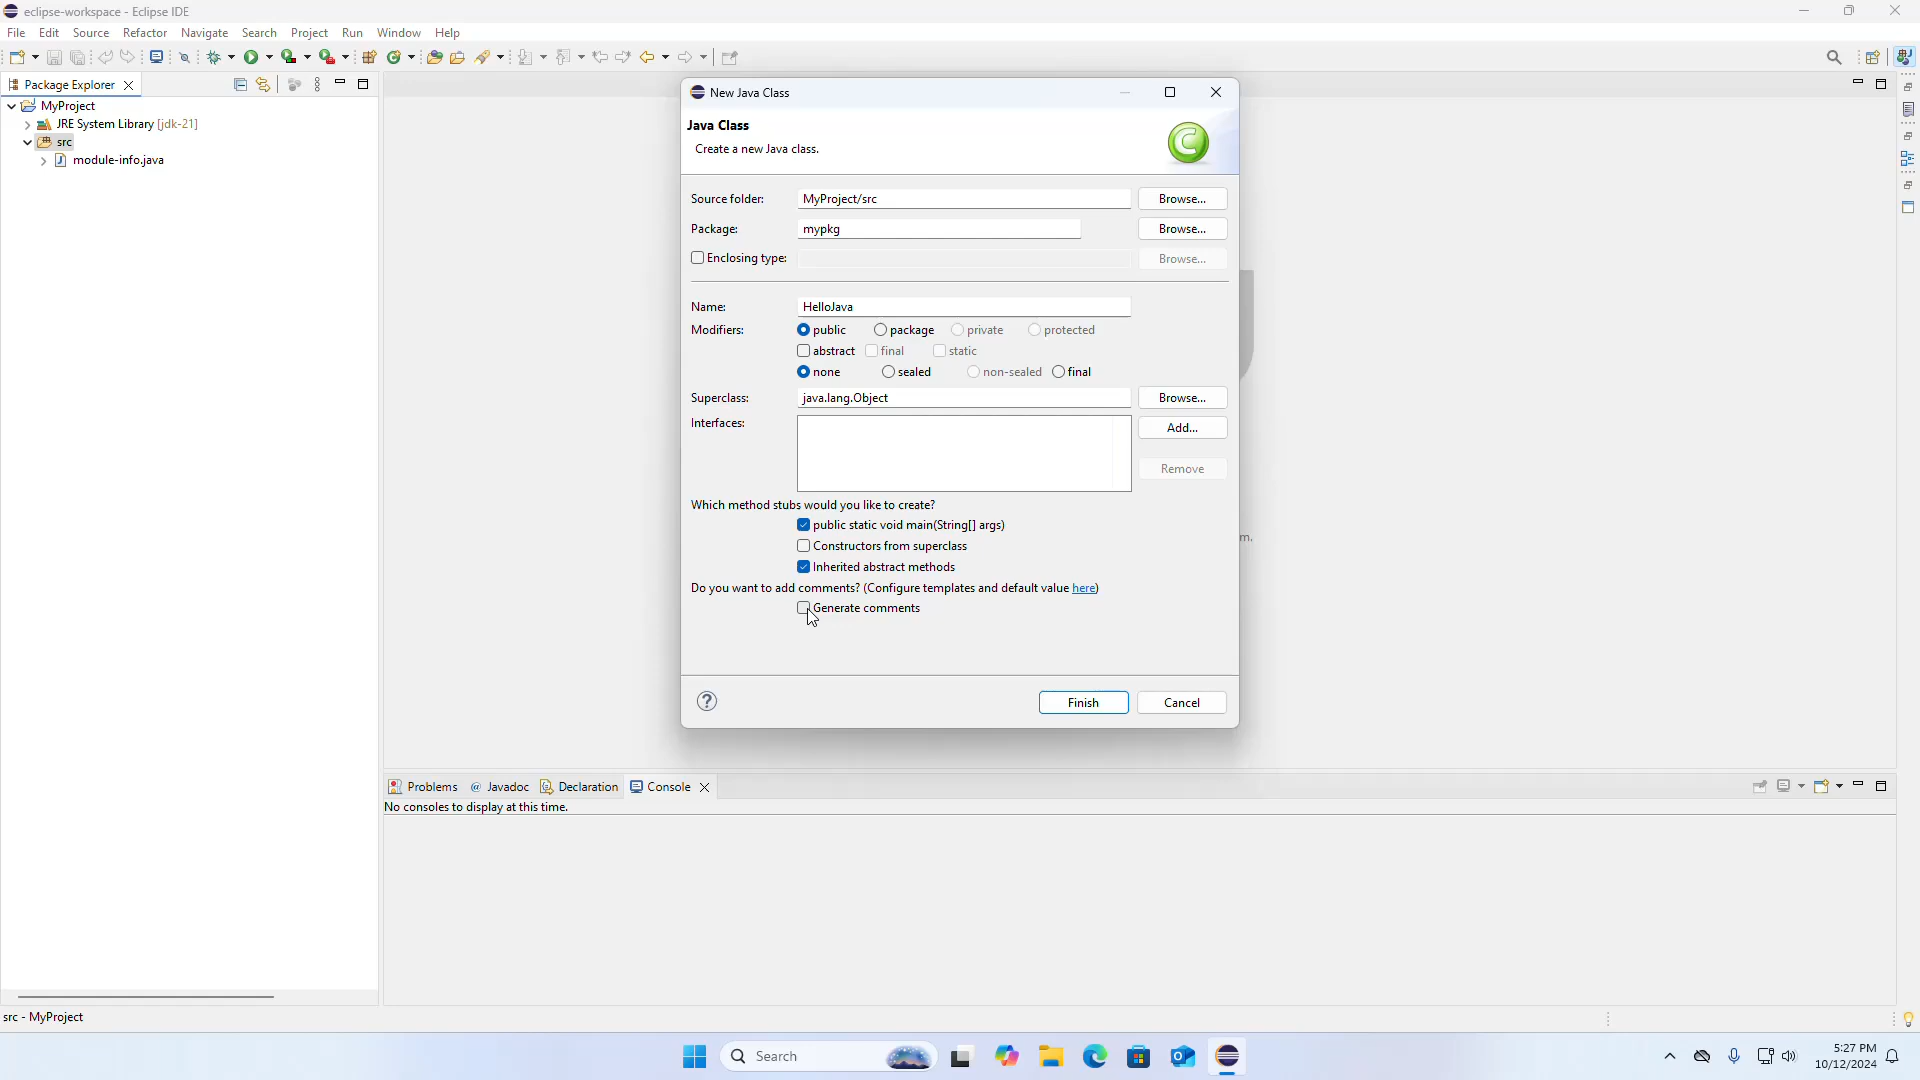 eclipse-workspace - Eclipse IDE
File Edit Source Refactor Navigate Search Project Run Window Help
Package Explorer
MyProject
JRE System Library [jdk-21]
src
module-info.java
New Java Class
Java Class
Create a new Java class.
Source folder: MyProject/src Browse...
Package: mypkg Browse...
Enclosing type: Browse...
Name: HelloJava
Modifiers: public package private protected
abstract final static
none sealed non-sealed final
Superclass: java.lang.Object Browse...
Interfaces: Add...
Remove
Which method stubs would you like to create?
public static void main(String[] args)
m.
Constructors from superclass
Inherited abstract methods
Do you want to add comments? (Configure templates and default value here)
Generate comments
Finish Cancel
Problems Javadoc Declaration Console
No consoles to display at this time.
src - MyProject
Search
5:27 PM
10/12/2024